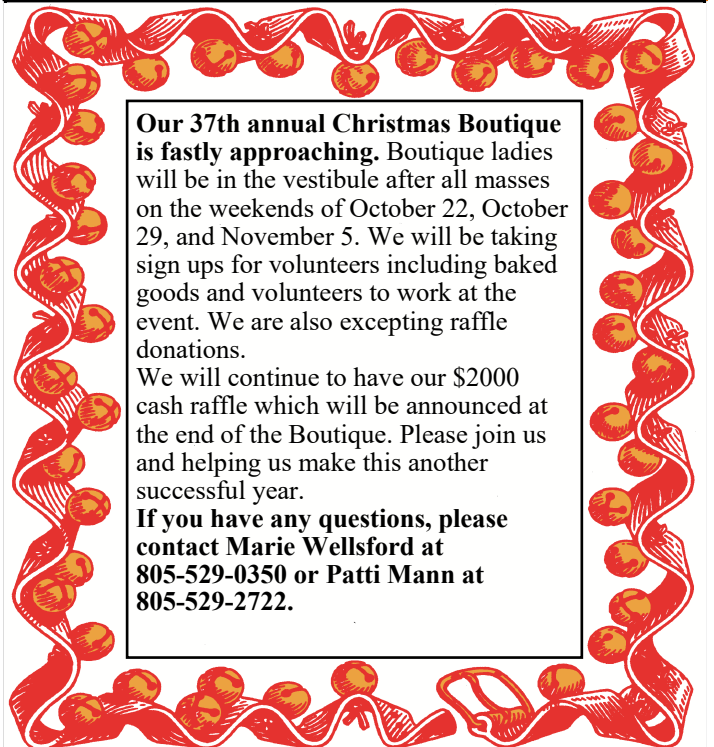 Our 37th annual Christmas Boutique
is fastly approaching. Boutique ladies
will be in the vestibule after all masses
on the weekends of October 22, October
29, and November 5. We will be taking
sign ups for volunteers including baked
goods and volunteers to work at the
event. We are also excepting raffle
donations.
We will continue to have our $2000
cash raffle which will be announced at
the end of the Boutique. Please join us
and helping us make this another
successful year.
If you have any questions, please
contact Marie Wellsford at
805-529-0350 or Patti Mann at
805-529-2722.